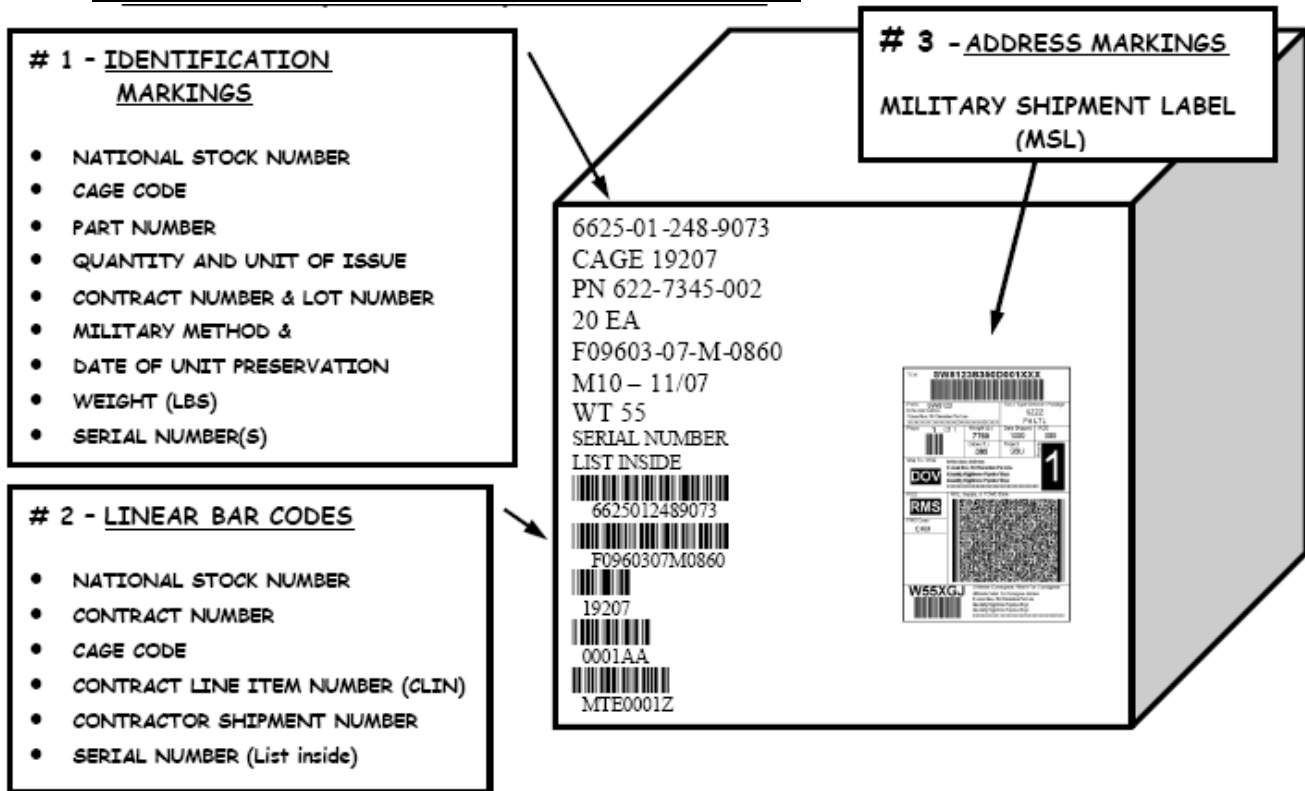 # 1 - IDENTIFICATION
MARKINGS
• NATIONAL STOCK NUMBER
• CAGE CODE
• PART NUMBER
• QUANTITY AND UNIT OF ISSUE
• CONTRACT NUMBER & LOT NUMBER
• MILITARY METHOD &
• DATE OF UNIT PRESERVATION
• WEIGHT (LBS)
• SERIAL NUMBER(S)
# 2 - LINEAR BAR CODES
• NATIONAL STOCK NUMBER
• CONTRACT NUMBER
• CAGE CODE
• CONTRACT LINE ITEM NUMBER (CLIN)
• CONTRACTOR SHIPMENT NUMBER
• SERIAL NUMBER (List inside)
# 3 - ADDRESS MARKINGS
MILITARY SHIPMENT LABEL
(MSL)
6625-01-248-9073
CAGE 19207
PN 622-7345-002
20 EA
F09603-07-M-0860
M10 – 11/07
WT 55
SERIAL NUMBER
LIST INSIDE
6625012489073
F0960307M0860
19207
0001AA
MTE0001Z
DOV
1
RMS
W55XGJ